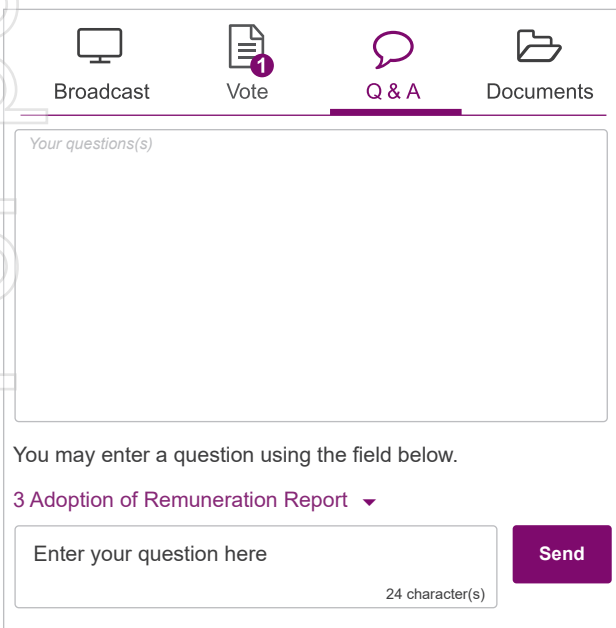 1
Broadcast Vote Q & A Documents
Your questions(s)
You may enter a question using the field below.
3 Adoption of Remuneration Report
Enter your question here
Send
24 character(s)